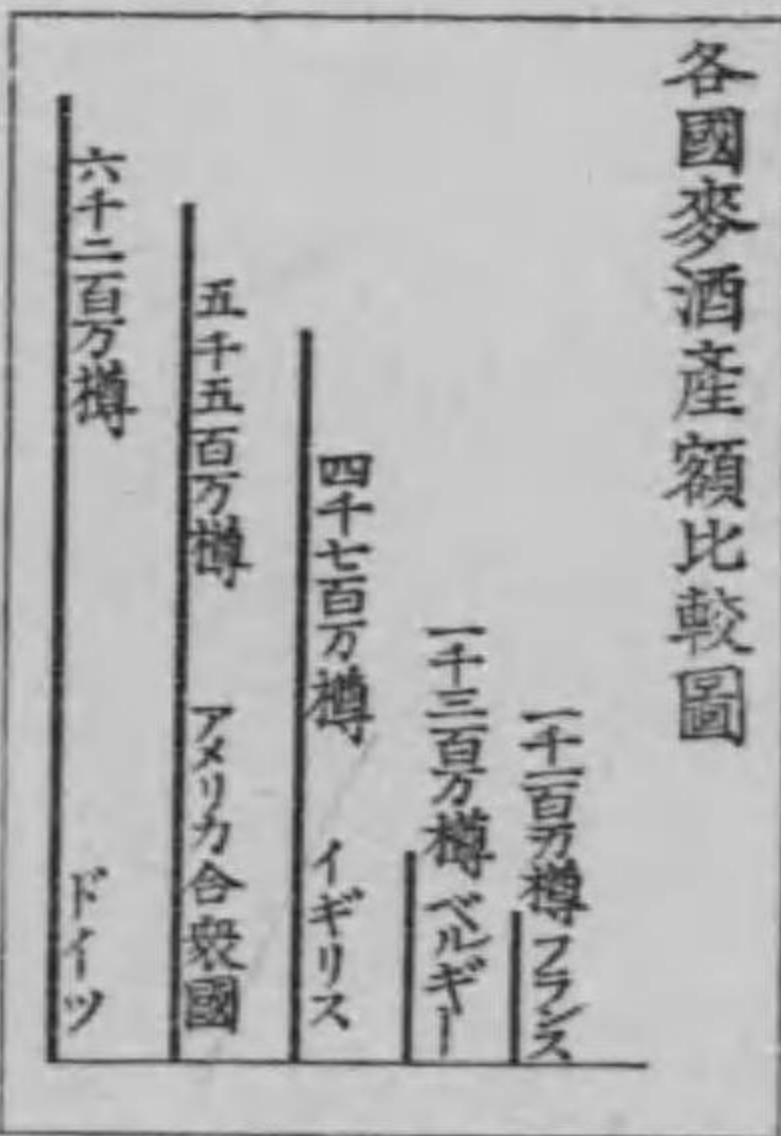 各國麥酒産額比較圖
一千一百万樽
フランス
一千三百万樽
ベルギー
四千七百万樽
イギリス
五千五百万樽
アメリカ合衆國
六千二百万樽
ドイツ